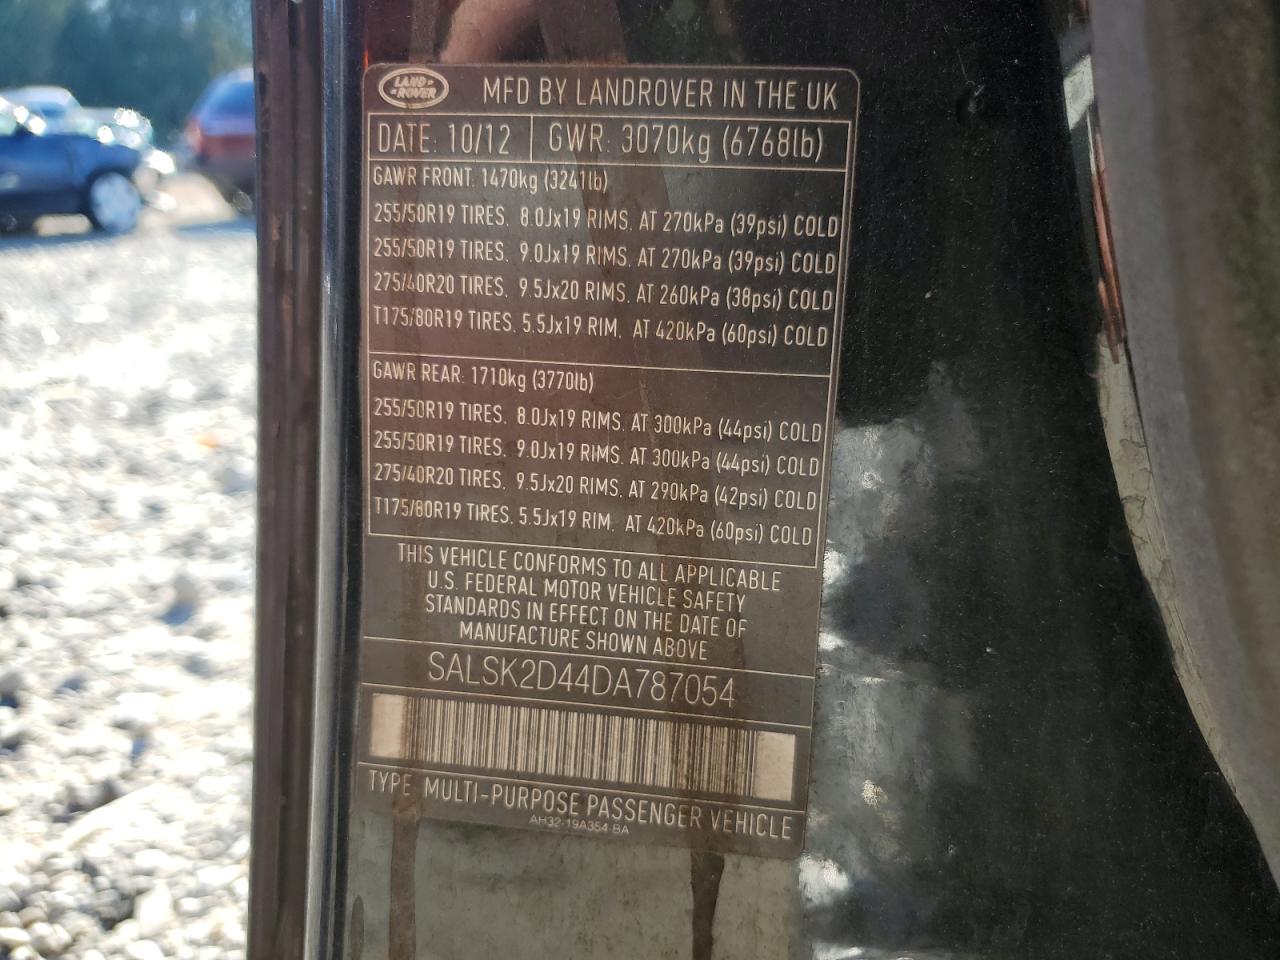 LAND ROVER MFD BY LANDROVER IN THE UK
DATE: 10/12 GWR: 3070kg (6768lb)
GAWR FRONT. 1470kg (3241lb)
255/50R19 TIRES. 8.0Jx19 RIMS. AT 270kPa (39psi) COLD
255/50R19 TIRES. 9.0Jx19 RIMS. AT 270kPa (39psi) COLD
275/40R20 TIRES. 9.5Jx20 RIMS. AT 260kPa (38psi) COLD
T175/80R19 TIRES. 5.5Jx19 RIM. AT 420kPa (60psi) COLD
GAWR REAR: 1710kg (3770lb)
255/50R19 TIRES. 8.0Jx19 RIMS. AT 300kPa (44psi) COLD
255/50R19 TIRES. 9.0Jx19 RIMS. AT 300kPa (44psi) COLD
275/40R20 TIRES. 9.5Jx20 RIMS. AT 290kPa (42psi) COLD
T175/80R19 TIRES. 5.5Jx19 RIM. AT 420kPa (60psi) COLD
THIS VEHICLE CONFORMS TO ALL APPLICABLE
U.S. FEDERAL MOTOR VEHICLE SAFETY
STANDARDS IN EFFECT ON THE DATE OF
MANUFACTURE SHOWN ABOVE
SALSK2D44DA787054
TYPE MULTI-PURPOSE PASSENGER VEHICLE
AH32-19A354-BA